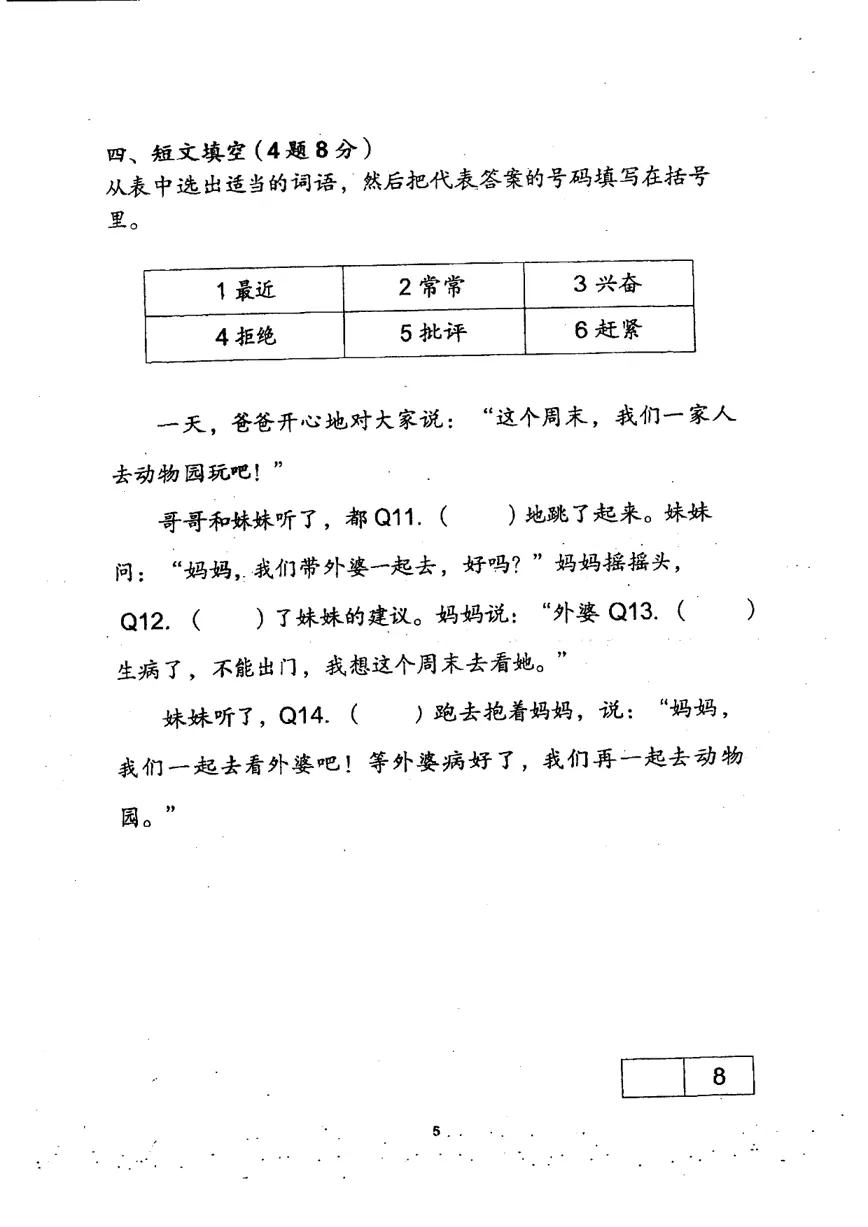 四、短文填空(4题8分)
从表中选出适当的词语，然后把代表答案的号码填写在括号
里。
1 最近 2 常常 3 兴奋
4 拒绝 5 批评 6 赶紧
一天，爸爸开心地对大家说：“这个周末，我们一家人
去动物园玩吧！”
哥哥和妹妹听了，都 Q11. ( )地跳了起来。妹妹
问：“妈妈，我们带外婆一起去，好吗？”妈妈摇摇头，
Q12. ( )了妹妹的建议。妈妈说：“外婆 Q13. ( )
生病了，不能出门，我想这个周末去看她。”
妹妹听了，Q14. ( )跑去抱着妈妈，说：“妈妈，
我们一起去看外婆吧！等外婆病好了，我们再一起去动物
园。”
8
5